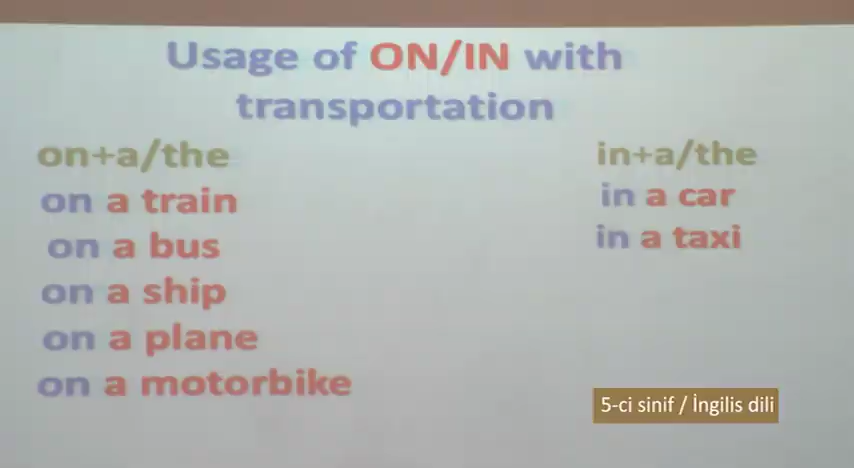 Usage of ON/IN with
transportation
on+a/the
on a train
on a bus
on a ship
on a plane
on a motorbike
in+a/the
in a car
in a taxi
5-ci sinif / İngilis dili